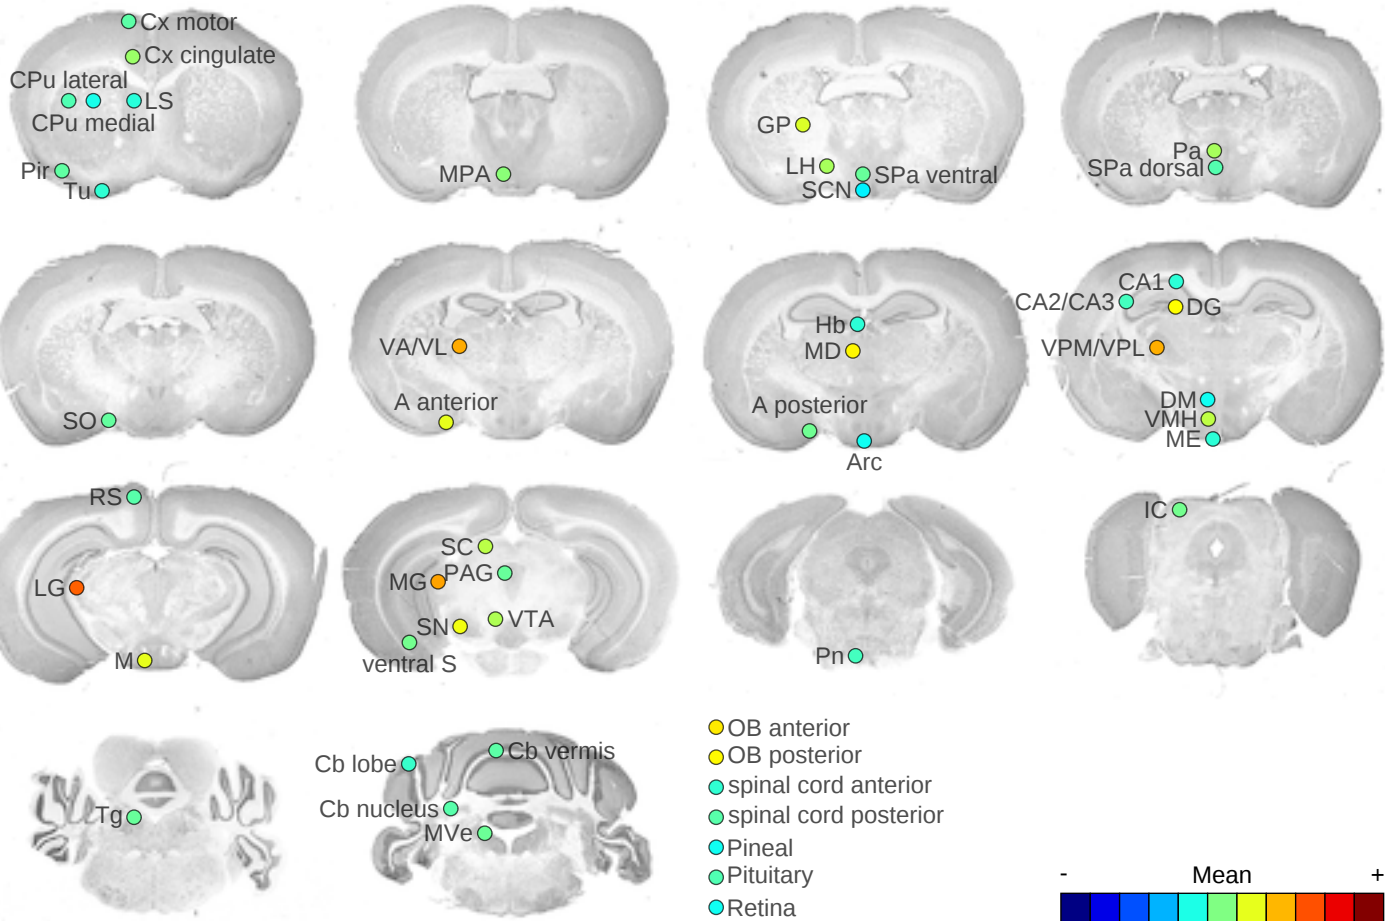 Cx motor
Cx cingulate
CPu lateral
LS
CPu medial
Pir
Tu
MPA
GP
LH
SPa ventral
SCN
Pa
SPa dorsal
SO
VA/VL
A anterior
Hb
MD
A posterior
Arc
CA1
CA2/CA3
DG
VPM/VPL
DM
VMH
ME
RS
LG
M
SC
MG
PAG
SN
VTA
ventral S
Pn
IC
Tg
Cb vermis
Cb lobe
Cb nucleus
MVe
OB anterior
OB posterior
spinal cord anterior
spinal cord posterior
Pineal
Pituitary
Retina
- Mean +